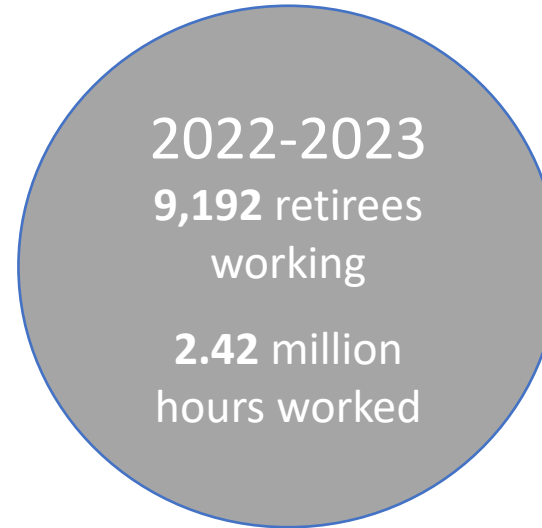 2022-2023
9,192 retirees
working
2.42 million
hours worked